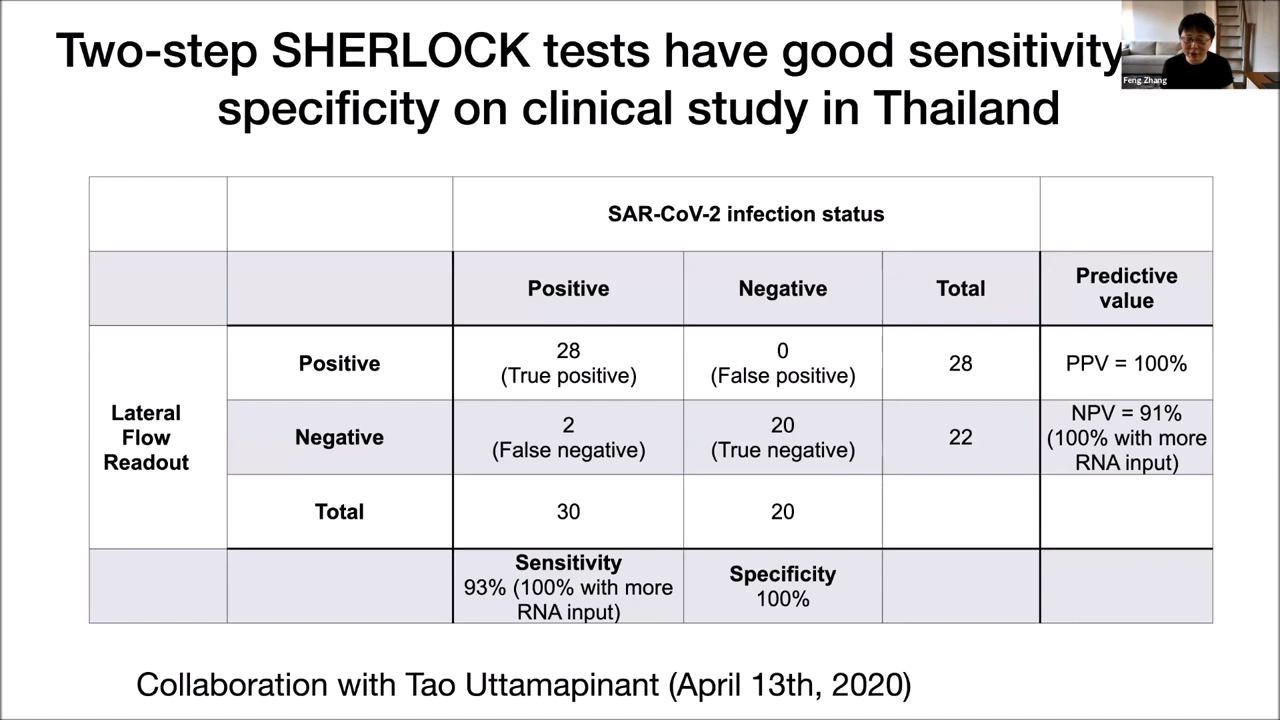 Two-step SHERLOCK tests have good sensitivity
specificity on clinical study in Thailand
Feng Zhang
SAR-CoV-2 infection status
Positive
Negative
Total
Predictive
value
Lateral
Flow
Readout
Positive
28
(True positive)
0
(False positive)
28
PPV = 100%
Negative
2
(False negative)
20
(True negative)
22
NPV = 91%
(100% with more
RNA input)
Total
30
20
Sensitivity
93% (100% with more
RNA input)
Specificity
100%
Collaboration with Tao Uttamapinant (April 13th, 2020)